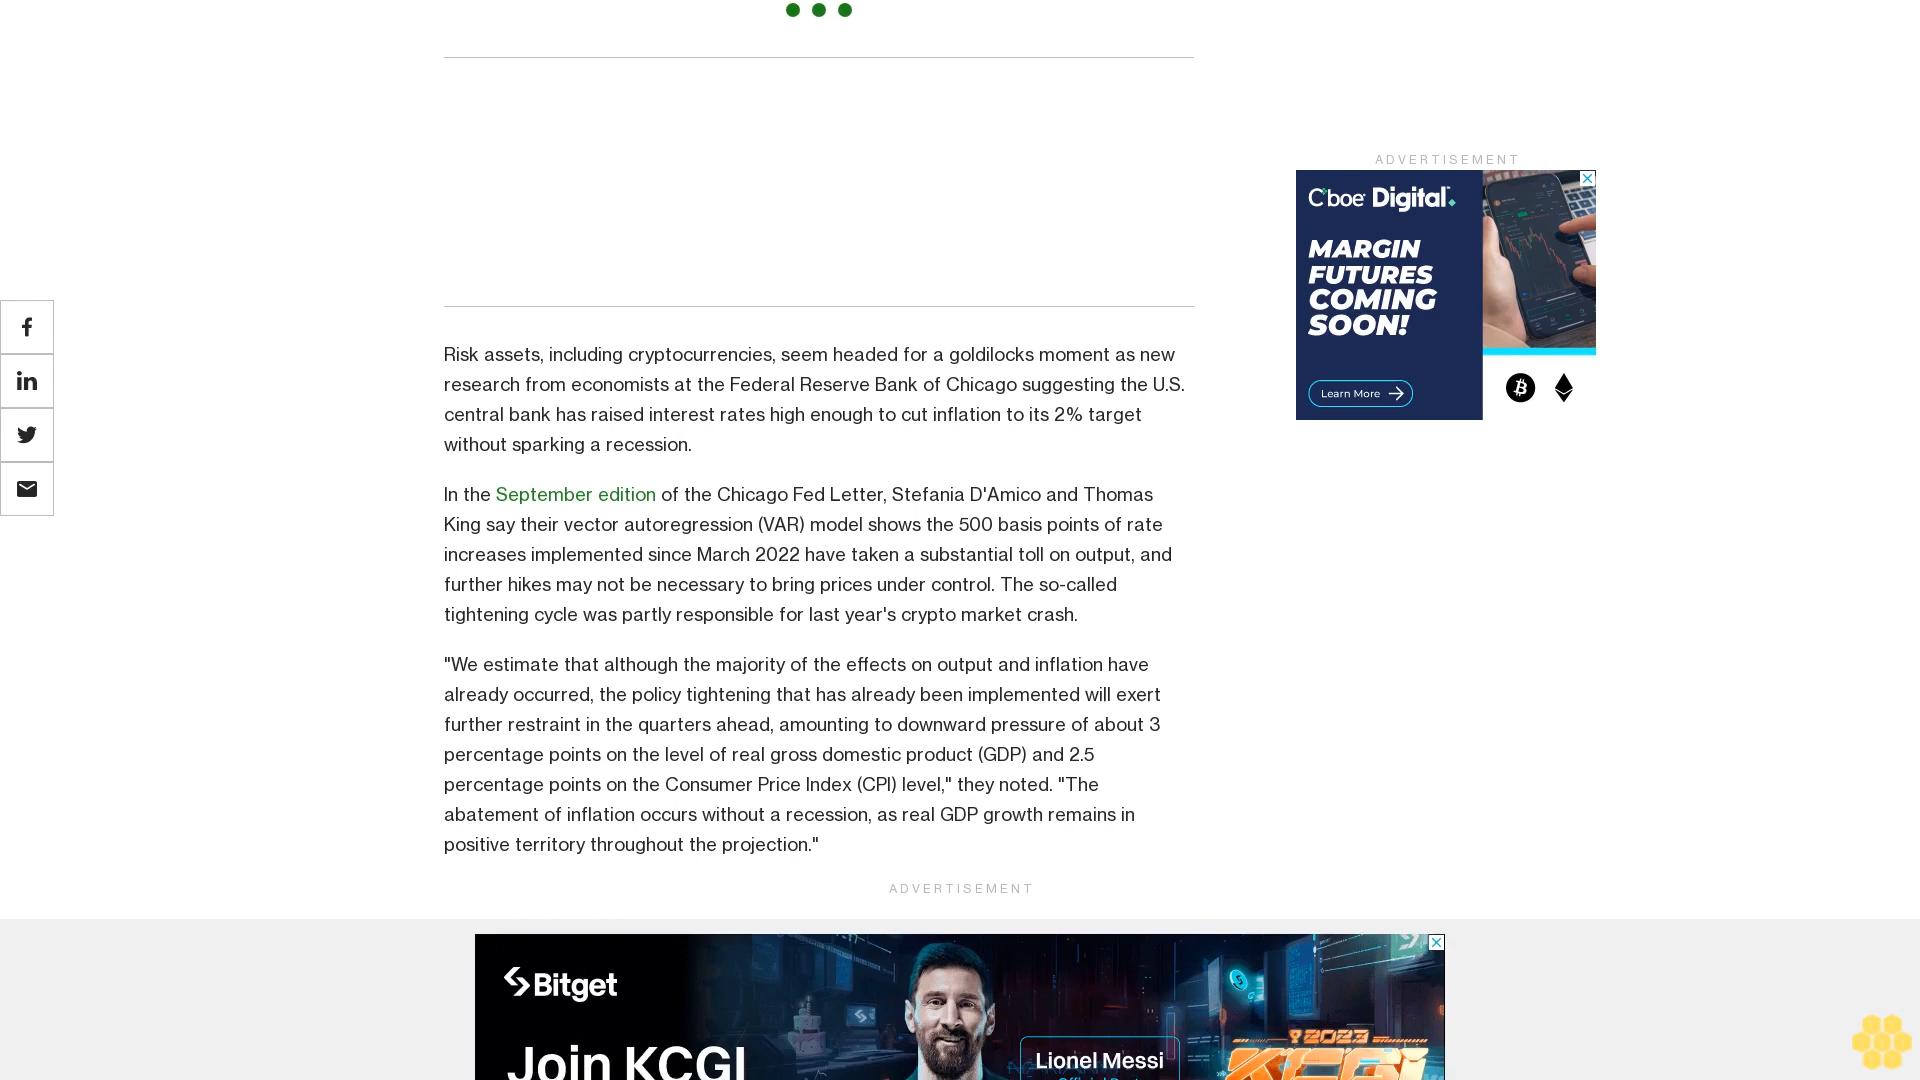 ADVERTISEMENT
Cboe Digital
MARGIN
FUTURES
COMING
SOON!
Learn More
Risk assets, including cryptocurrencies, seem headed for a goldilocks moment as new
research from economists at the Federal Reserve Bank of Chicago suggesting the U.S.
central bank has raised interest rates high enough to cut inflation to its 2% target
without sparking a recession.
In the September edition of the Chicago Fed Letter, Stefania D'Amico and Thomas
King say their vector autoregression (VAR) model shows the 500 basis points of rate
increases implemented since March 2022 have taken a substantial toll on output, and
further hikes may not be necessary to bring prices under control. The so-called
tightening cycle was partly responsible for last year's crypto market crash.
"We estimate that although the majority of the effects on output and inflation have
already occurred, the policy tightening that has already been implemented will exert
further restraint in the quarters ahead, amounting to downward pressure of about 3
percentage points on the level of real gross domestic product (GDP) and 2.5
percentage points on the Consumer Price Index (CPI) level," they noted. "The
abatement of inflation occurs without a recession, as real GDP growth remains in
positive territory throughout the projection."
ADVERTISEMENT
Bitget
Join KCGI
Lionel Messi
2023
KCGI